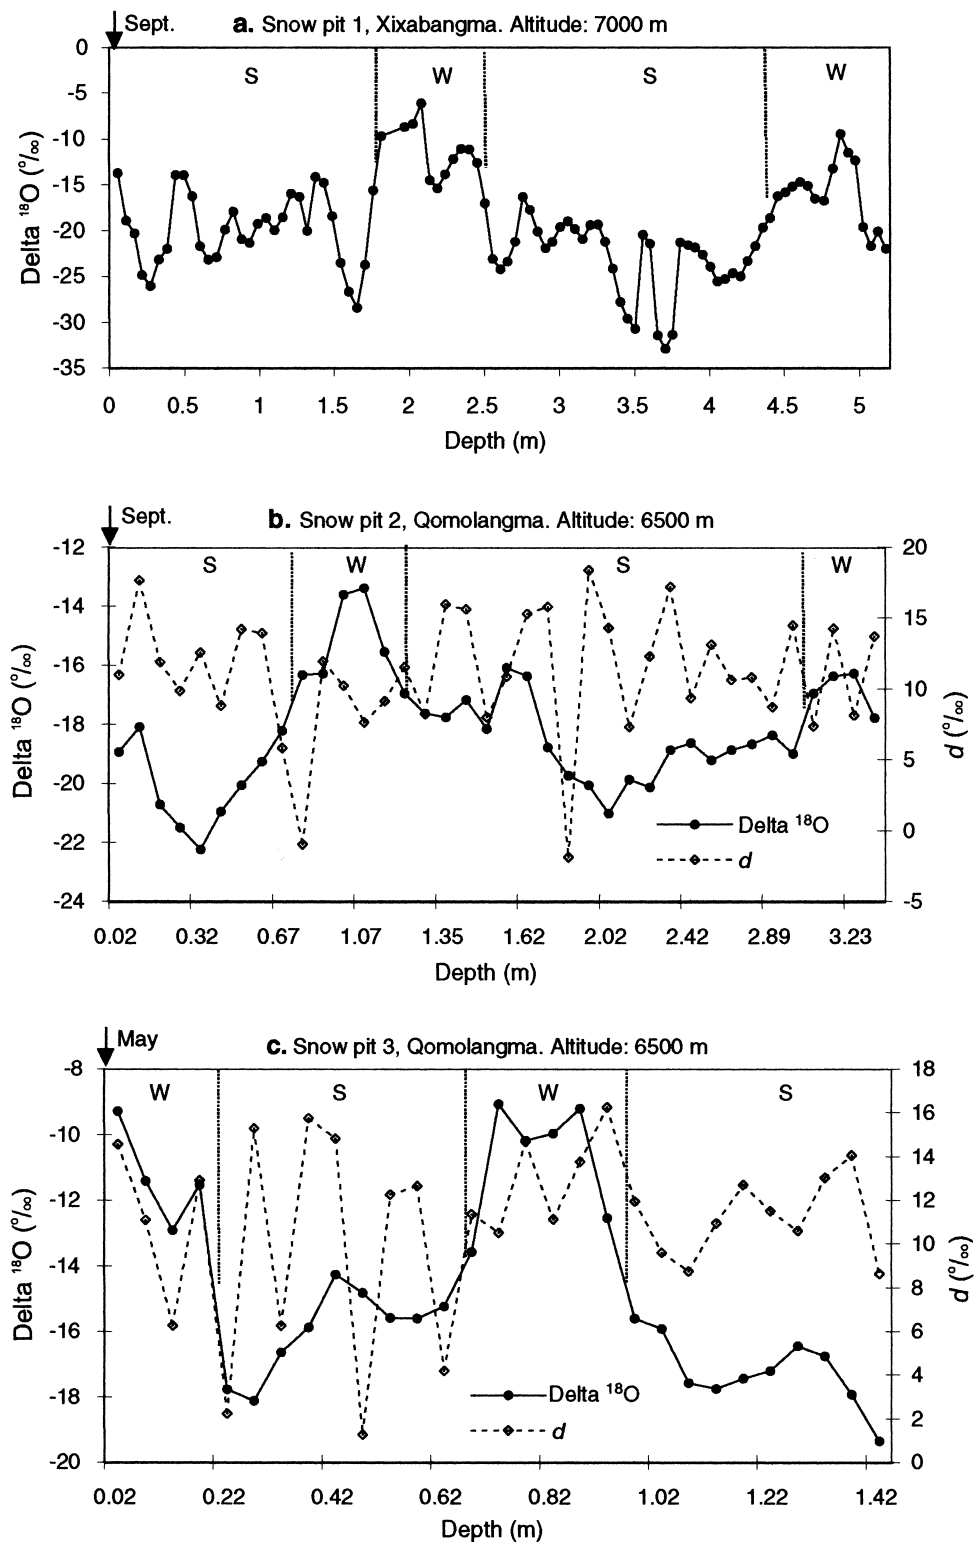 Sept.
a. Snow pit 1, Xixabangma. Altitude: 7000 m
S W S W
0
-5
-10
-15
-20
-25
-30
-35
Delta ¹⁸O (°/∞)
0 0.5 1 1.5 2 2.5 3 3.5 4 4.5 5
Depth (m)
Sept.
b. Snow pit 2, Qomolangma. Altitude: 6500 m
S W S W
-12
-14
-16
-18
-20
-22
-24
Delta ¹⁸O (°/∞)
20
15
10
5
0
-5
d (°/∞)
Delta ¹⁸O
d
0.02 0.32 0.67 1.07 1.35 1.62 2.02 2.42 2.89 3.23
Depth (m)
May
c. Snow pit 3, Qomolangma. Altitude: 6500 m
W S W S
-8
-10
-12
-14
-16
-18
-20
Delta ¹⁸O (°/∞)
18
16
14
12
10
8
6
4
2
0
d (°/∞)
Delta ¹⁸O
d
0.02 0.22 0.42 0.62 0.82 1.02 1.22 1.42
Depth (m)